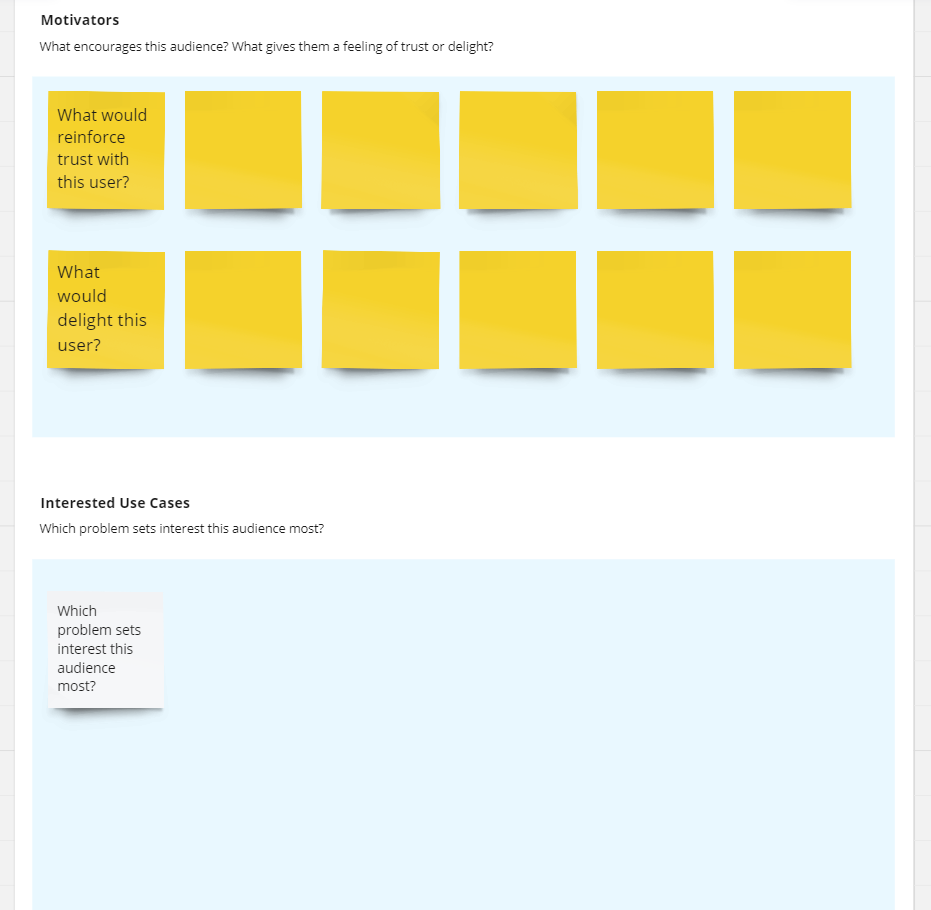 Motivators
What encourages this audience? What gives them a feeling of trust or delight?
What would
reinforce
trust with
this user?
What
would
delight this
user?
Interested Use Cases
Which problem sets interest this audience most?
Which
problem sets
interest this
audience
most?